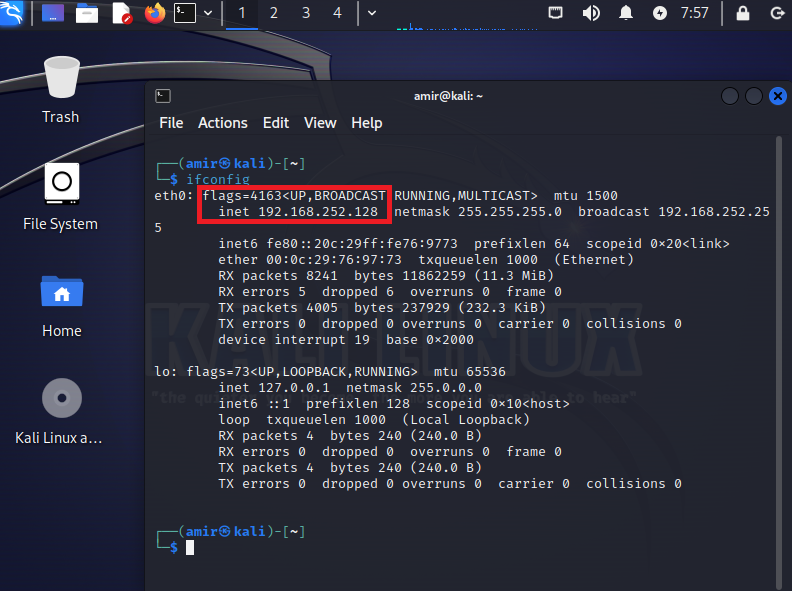 1 2 3 4 7:57
Trash
File System
Home
Kali Linux a...
amir@kali: ~
File Actions Edit View Help
┌──(amir㉿kali)-[~]
└─$ ifconfig
eth0: flags=4163<UP,BROADCAST RUNNING,MULTICAST>  mtu 1500
inet 192.168.252.128 netmask 255.255.255.0 broadcast 192.168.252.25
5
inet6 fe80::20c:29ff:fe76:9773 prefixlen 64 scopeid 0×20<link>
ether 00:0c:29:76:97:73 txqueuelen 1000 (Ethernet)
RX packets 8241 bytes 11862259 (11.3 MiB)
RX errors 5 dropped 6 overruns 0 frame 0
TX packets 4005 bytes 237929 (232.3 KiB)
TX errors 0 dropped 0 overruns 0 carrier 0 collisions 0
device interrupt 19 base 0×2000
lo: flags=73<UP,LOOPBACK,RUNNING> mtu 65536
inet 127.0.0.1 netmask 255.0.0.0
inet6 ::1 prefixlen 128 scopeid 0×10<host>
loop txqueuelen 1000 (Local Loopback)
RX packets 4 bytes 240 (240.0 B)
RX errors 0 dropped 0 overruns 0 frame 0
TX packets 4 bytes 240 (240.0 B)
TX errors 0 dropped 0 overruns 0 carrier 0 collisions 0
┌──(amir㉿kali)-[~]
└─$
KALI LINUX